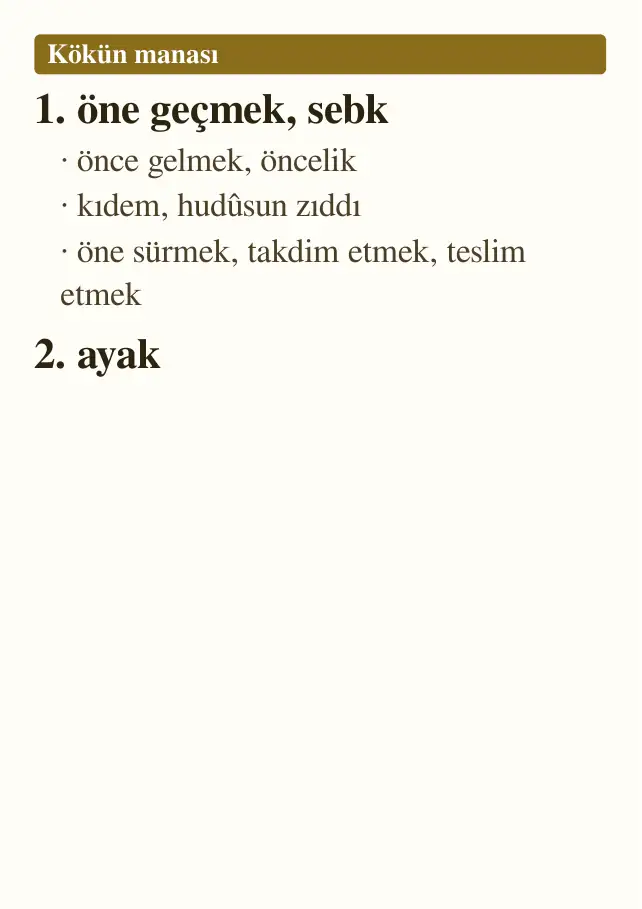 Kökün manası
1. öne geçmek, sebk
· önce gelmek, öncelik
· kıdem, hudûsun zıddı
· öne sürmek, takdim etmek, teslim
etmek
2. ayak